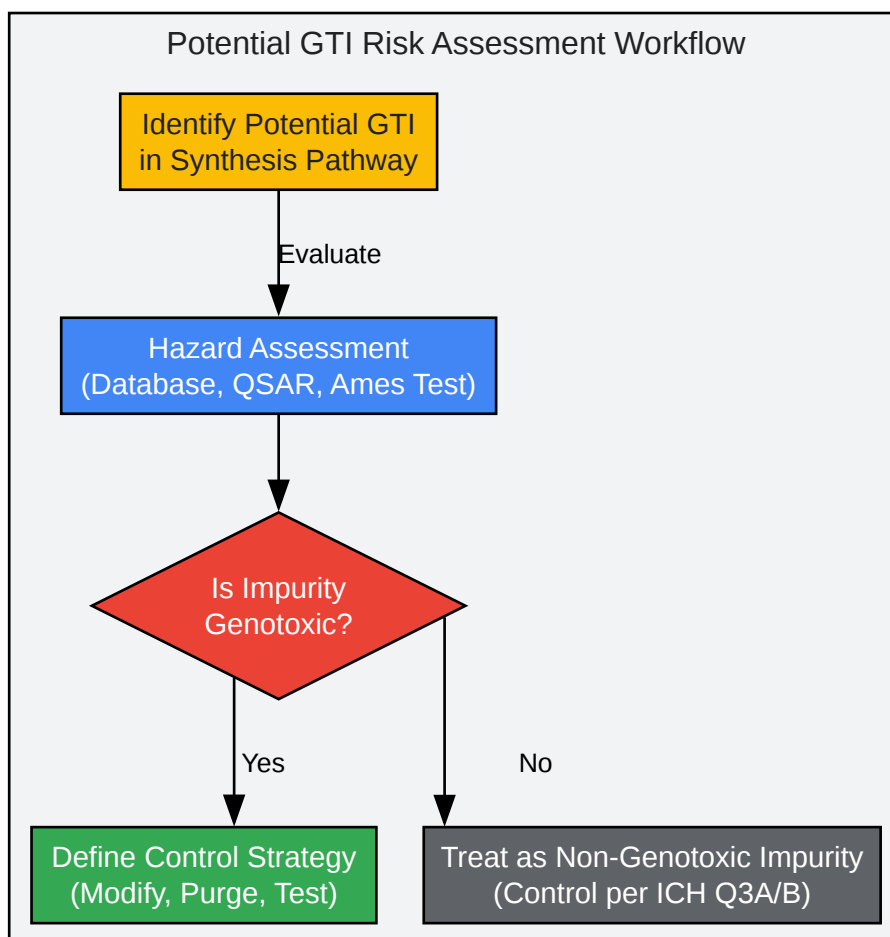 Potential GTI Risk Assessment Workflow
Identify Potential GTI
in Synthesis Pathway
Evaluate
Hazard Assessment
(Database, QSAR, Ames Test)
Is Impurity
Genotoxic?
Yes
No
Define Control Strategy
(Modify, Purge, Test)
Treat as Non-Genotoxic Impurity
(Control per ICH Q3A/B)